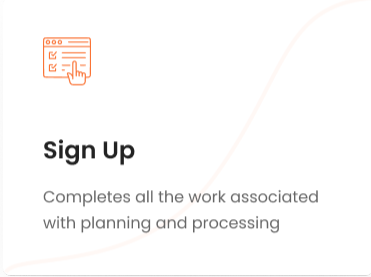 Sign Up
Completes all the work associated
with planning and processing